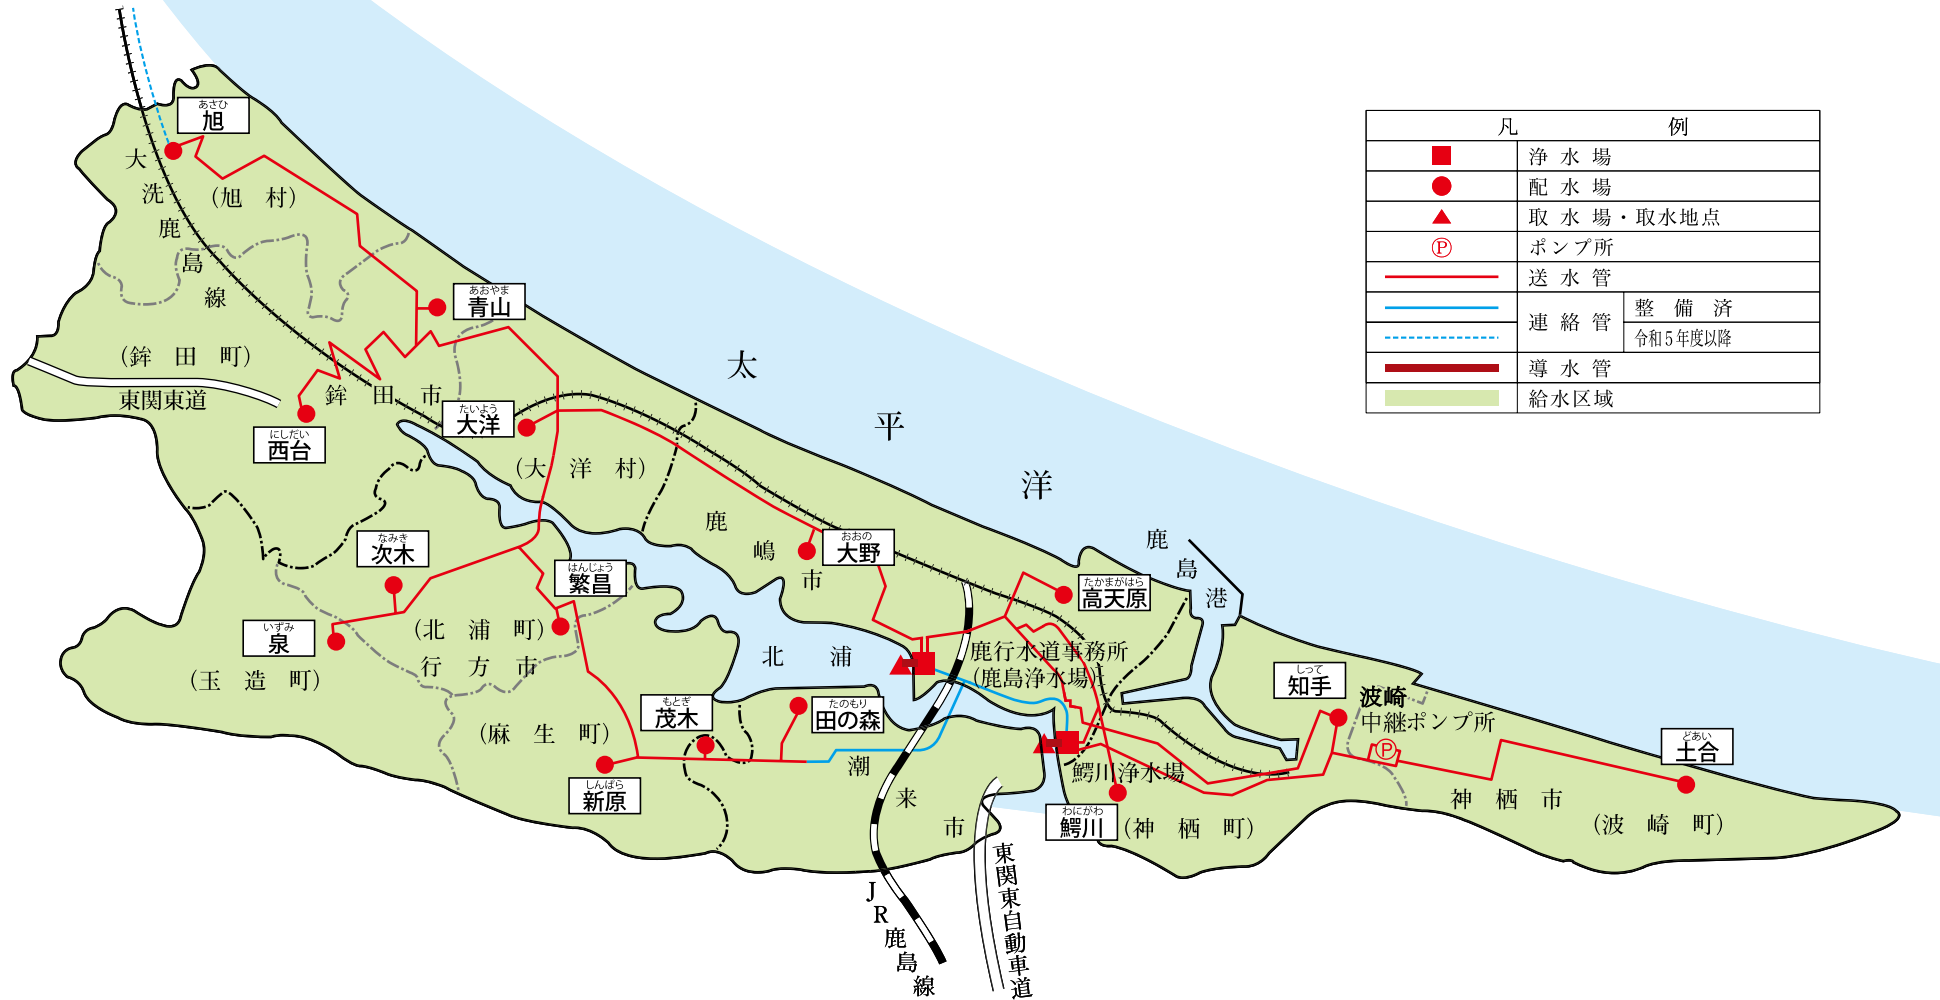 凡 例
浄水場
配水場
取水場・取水地点
Ⓟ ポンプ所
送水管
連絡管
整備済
令和5年度以降
導水管
給水区域
太平洋
あさひ
旭
大洗鹿島線
(旭村)
あおやま
青山
(鉾田町)
東関東道
鉾田市
にしだい
西台
たいよう
大洋
(大洋村)
鹿嶋市
おおの
大野
なみき
次木
はんじょう
繁昌
いずみ
泉
(北浦町)
行方市
(玉造町)
(麻生町)
北浦
もとぎ
茂木
たのもり
田の森
しんばら
新原
潮来市
鹿行水道事務所
(鹿島浄水場)
たかまがはら
高天原
鹿島港
鰐川浄水場
わにがわ
鰐川
(神栖町)
しって
知手
波崎
中継ポンプ所
Ⓟ
どあい
土合
神栖市
(波崎町)
JR鹿島線
東関東自動車道